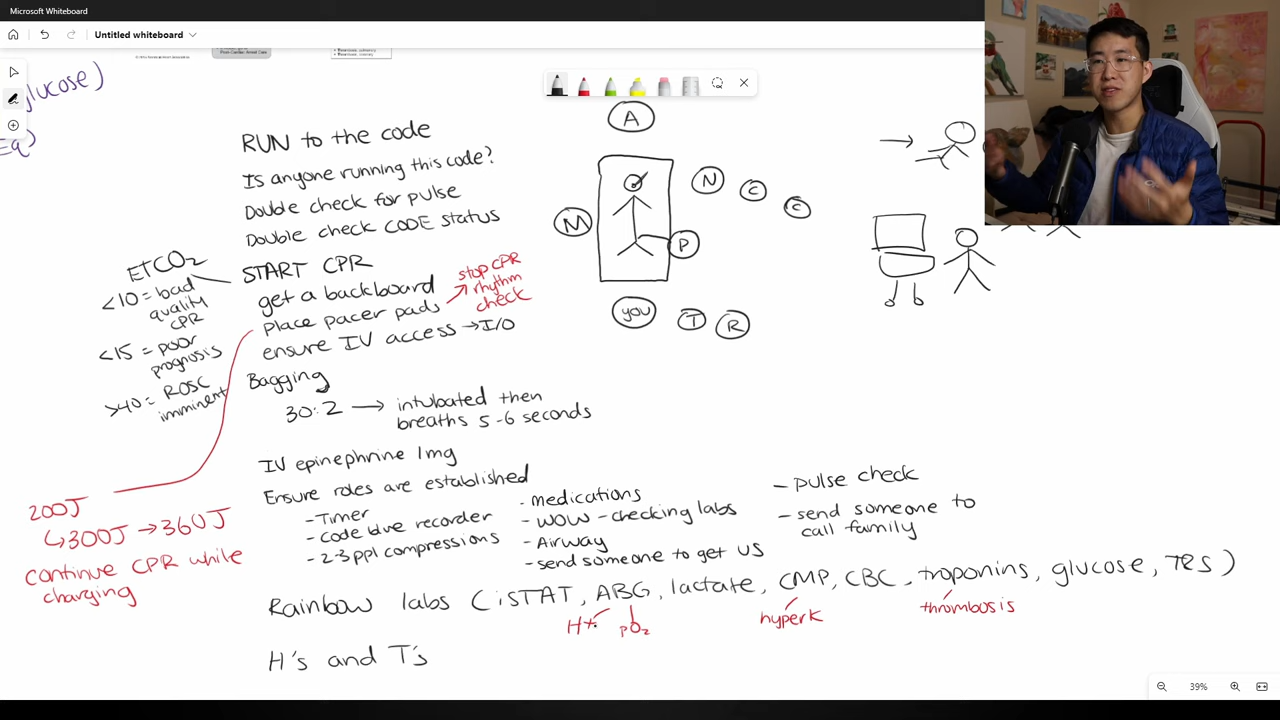 Microsoft Whiteboard
Untitled whiteboard
glucose)
Eq)
RUN to the code
Is anyone running this code?
Double check for pulse
Double check CODE status
START CPR
get a backboard
place pacer pads
stop CPR
rhythm
check
ensure IV access → I/O
ETCO2
<10 = bad
quality
CPR
<15 = poor
prognosis
>40 = ROSC
imminent
Bagging
30:2 → intubated then
breaths 5-6 seconds
IV epinephrine 1mg
Ensure roles are established
- Timer
- Code blue recorder
- 2-3 ppl compressions
- medications
- WOW - checking labs
- Airway
- send someone to get US
- pulse check
- send someone to
call family
200J
↳300J → 360J
continue CPR while
charging
Rainbow labs (iSTAT, ABG, lactate, CMP, CBC, troponins, glucose, T&S)
H+
pO2
hyperk
thrombosis
H's and T's
A
M
N
C
C
P
you
T
R
39%